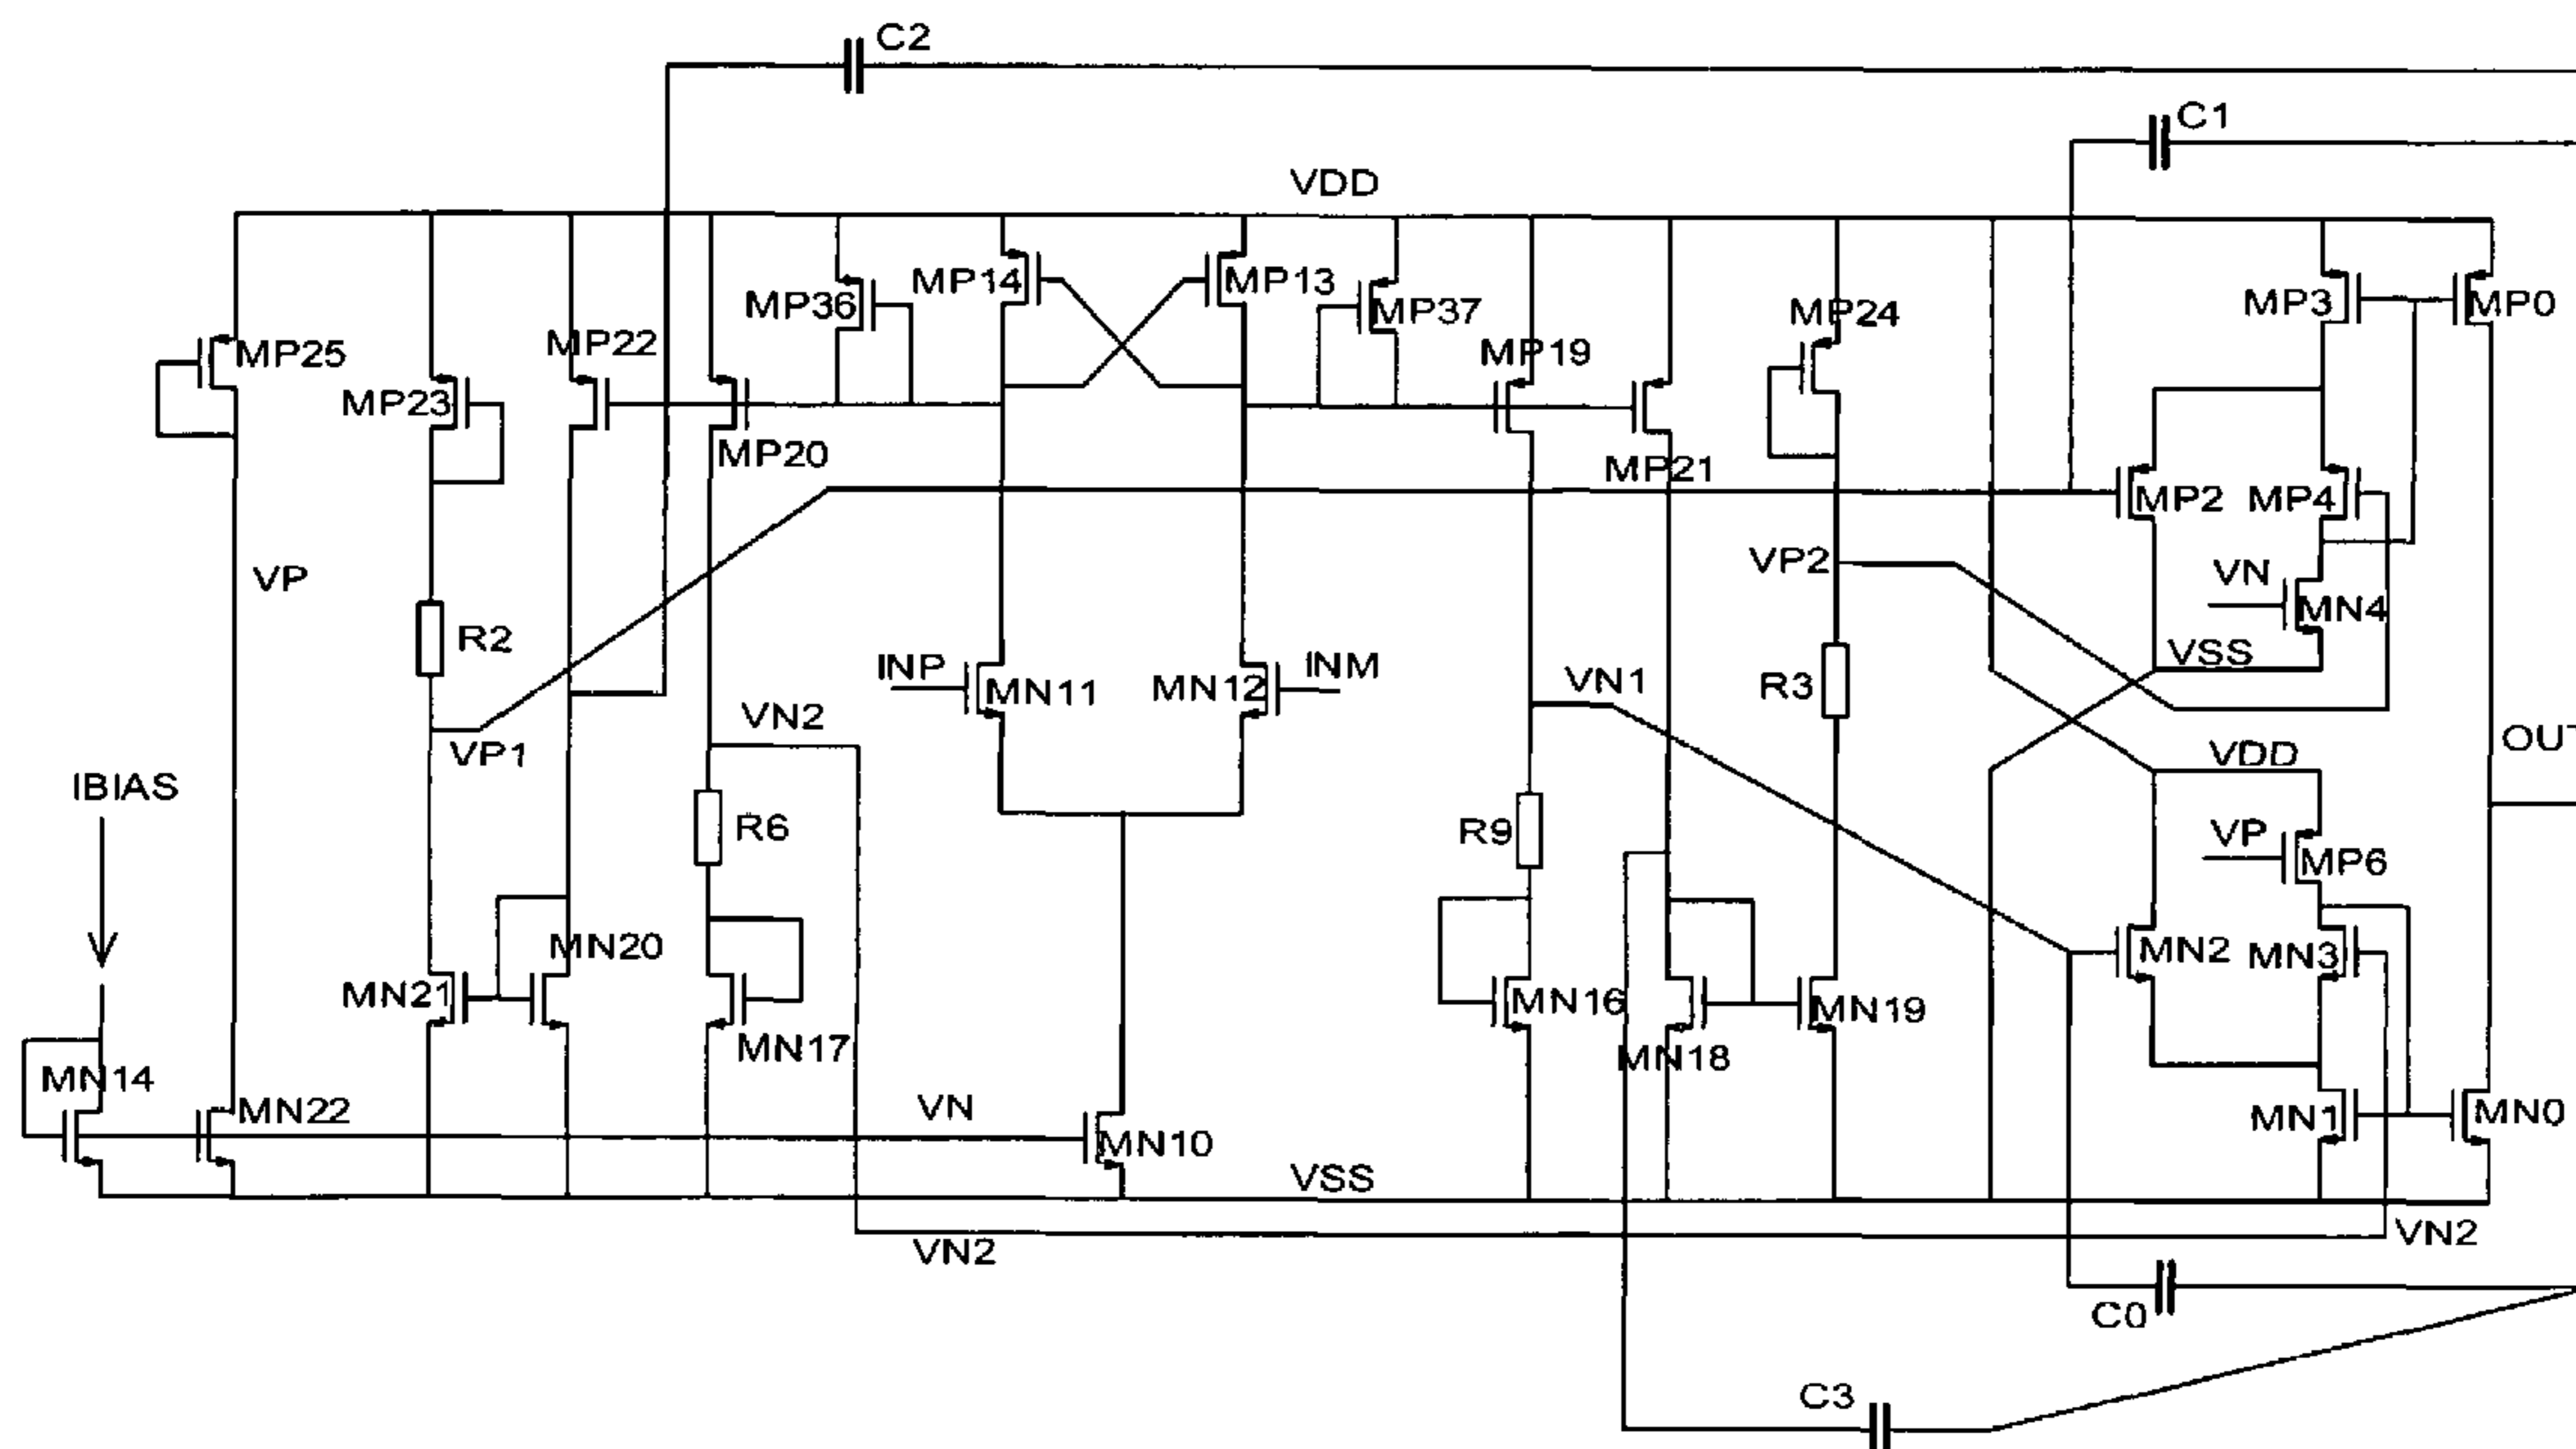 C2
C1
VDD
MP14
MP13
MP36
MP37
MP24
MP3
MP0
MP25
MP22
MP19
MP23
MP20
MP21
MP2
MP4
VP
VP2
VN
MN4
R2
INP
INM
VN1
VSS
MN11
MN12
R3
VN2
VP1
OUT
VDD
IBIAS
R6
R9
VP
MP6
MN20
MN2
MN3
MN21
MN16
MN19
MN17
MN18
MN14
MN22
VN
MN10
MN1
MN0
VSS
VN2
VN2
C0
C3